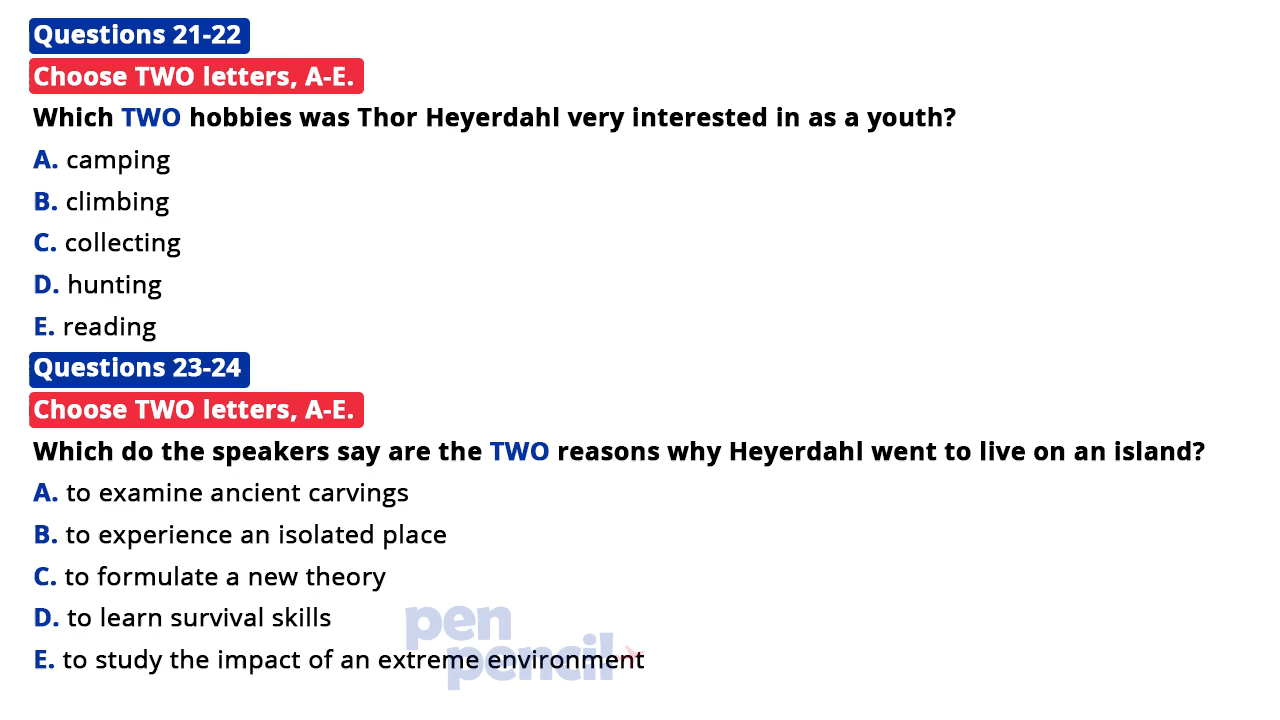 Questions 21-22
Choose TWO letters, A-E.
Which TWO hobbies was Thor Heyerdahl very interested in as a youth?
A. camping
B. climbing
C. collecting
D. hunting
E. reading
Questions 23-24
Choose TWO letters, A-E.
Which do the speakers say are the TWO reasons why Heyerdahl went to live on an island?
A. to examine ancient carvings
B. to experience an isolated place
C. to formulate a new theory
D. to learn survival skills
pen
E. to study the impact of an extreme environment
pencil